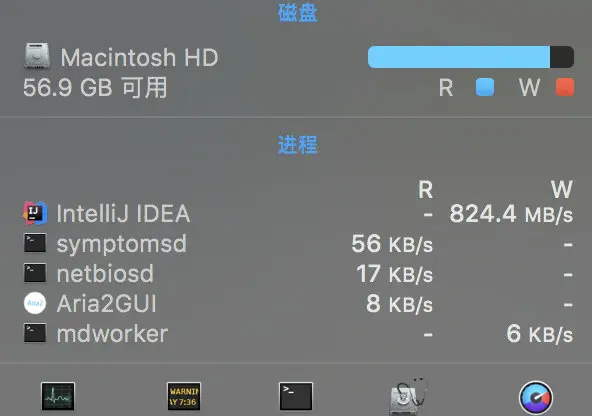 磁盘
Macintosh HD
56.9 GB 可用 R W
进程
R W
IntelliJ IDEA - 824.4 MB/s
symptomsd 56 KB/s -
netbiosd 17 KB/s -
Aria2GUI 8 KB/s -
mdworker - 6 KB/s
WARNIN
AY 7:36